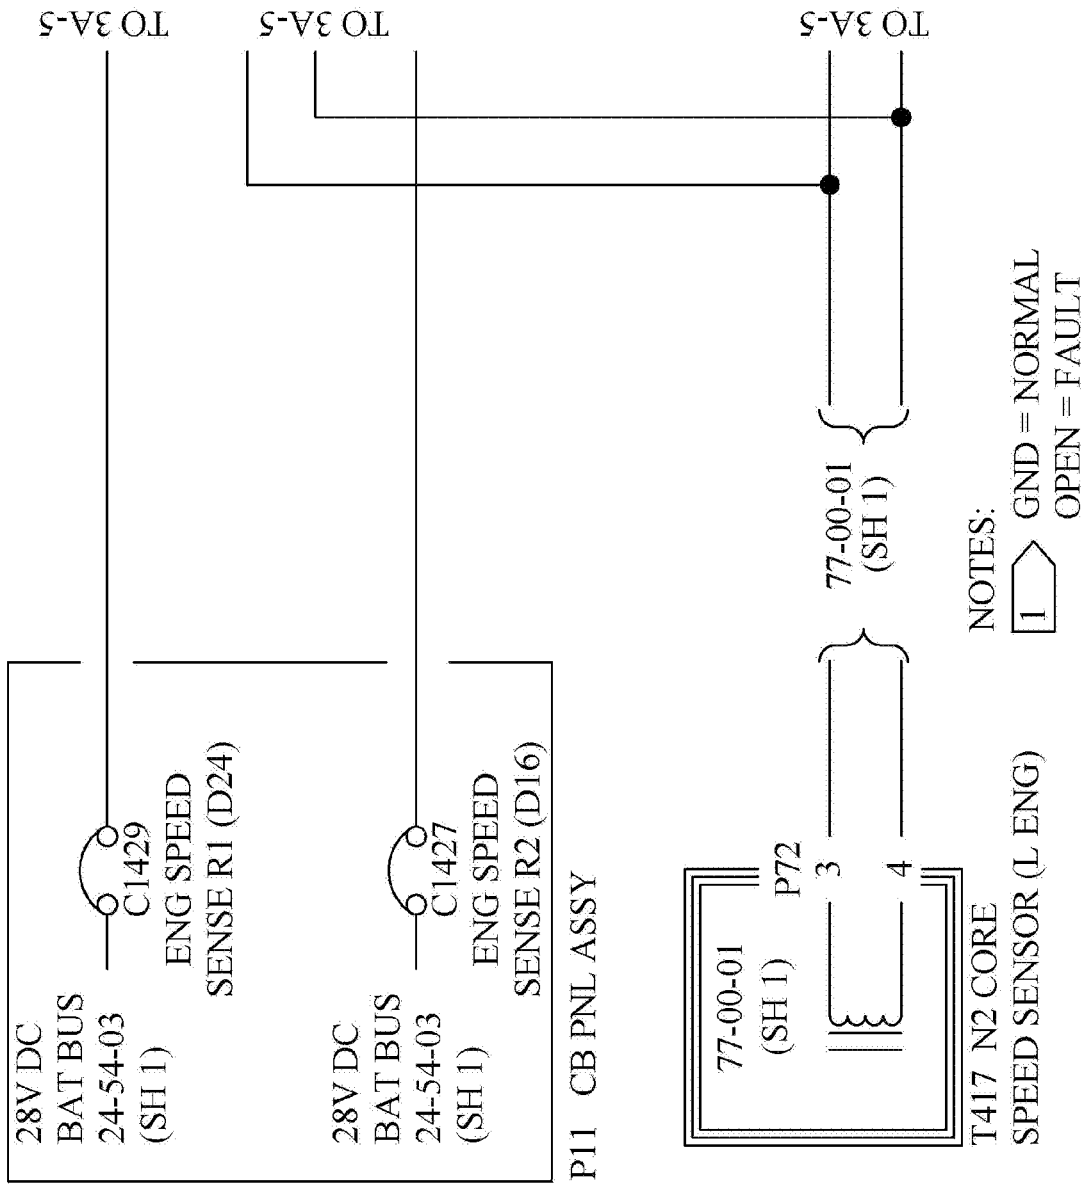 28V DC
BAT BUS
24-54-03
(SH 1)
C1429
ENG SPEED
SENSE R1 (D24)
TO 3A-5
28V DC
BAT BUS
24-54-03
(SH 1)
C1427
ENG SPEED
SENSE R2 (D16)
TO 3A-5
P11 CB PNL ASSY
77-00-01
(SH 1)
P72
3
4
77-00-01
(SH 1)
TO 3A-5
T417 N2 CORE
SPEED SENSOR (L ENG)
NOTES:
1 GND = NORMAL
OPEN = FAULT